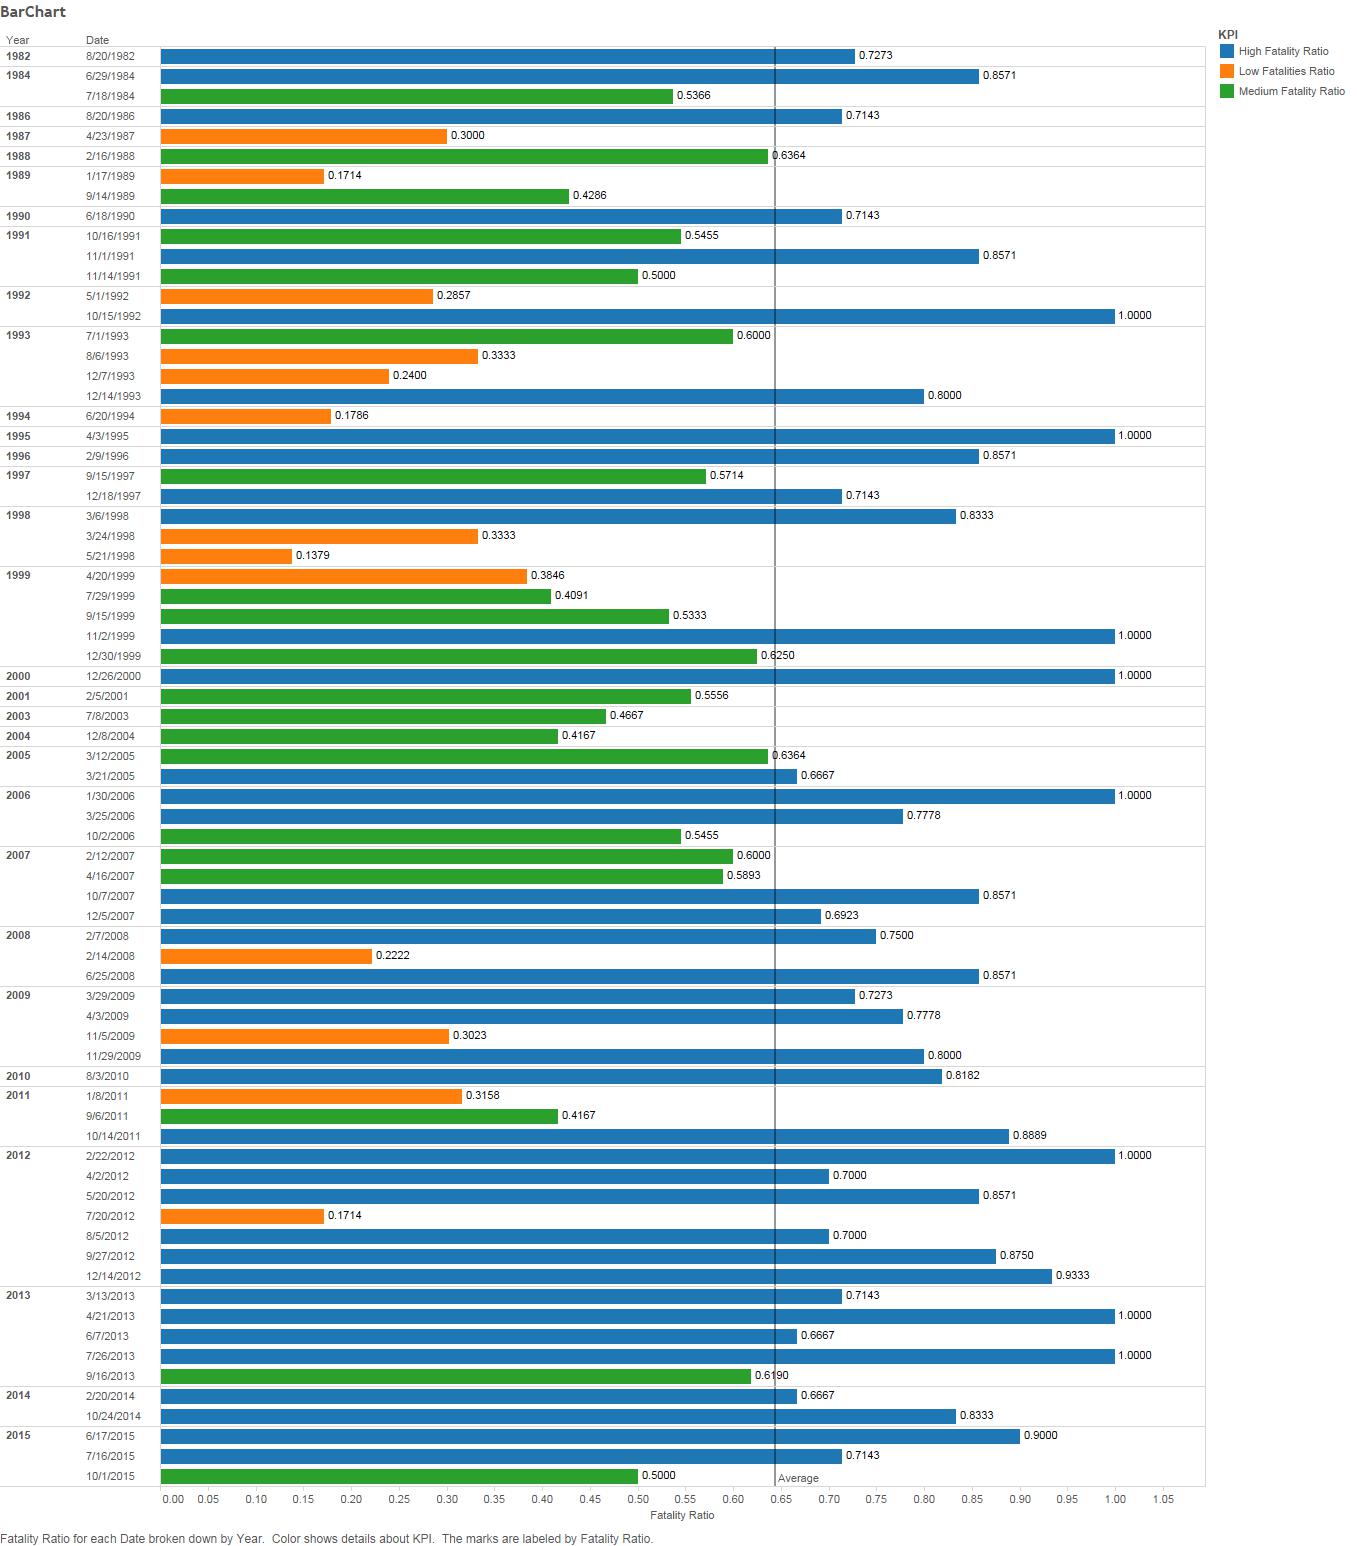 BarChart
KPI
Year Date
High Fatality Ratio
1982 8/20/1982 0.7273
Low Fatalities Ratio
1984 6/29/1984 0.8571
Medium Fatality Ratio
7/18/1984 0.5366
1986 8/20/1986 0.7143
1987 4/23/1987 0.3000
1988 2/16/1988 0.6364
1989 1/17/1989 0.1714
9/14/1989 0.4286
1990 6/18/1990 0.7143
1991 10/16/1991 0.5455
11/1/1991 0.8571
11/14/1991 0.5000
1992 5/1/1992 0.2857
10/15/1992 1.0000
1993 7/1/1993 0.6000
8/6/1993 0.3333
12/7/1993 0.2400
12/14/1993 0.8000
1994 6/20/1994 0.1786
1995 4/3/1995 1.0000
1996 2/9/1996 0.8571
1997 9/15/1997 0.5714
12/18/1997 0.7143
1998 3/6/1998 0.8333
3/24/1998 0.3333
5/21/1998 0.1379
1999 4/20/1999 0.3846
7/29/1999 0.4091
9/15/1999 0.5333
11/2/1999 1.0000
12/30/1999 0.6250
2000 12/26/2000 1.0000
2001 2/5/2001 0.5556
2003 7/8/2003 0.4667
2004 12/8/2004 0.4167
2005 3/12/2005 0.6364
3/21/2005 0.6667
2006 1/30/2006 1.0000
3/25/2006 0.7778
10/2/2006 0.5455
2007 2/12/2007 0.6000
4/16/2007 0.5893
10/7/2007 0.8571
12/5/2007 0.6923
2008 2/7/2008 0.7500
2/14/2008 0.2222
6/25/2008 0.8571
2009 3/29/2009 0.7273
4/3/2009 0.7778
11/5/2009 0.3023
11/29/2009 0.8000
2010 8/3/2010 0.8182
2011 1/8/2011 0.3158
9/6/2011 0.4167
10/14/2011 0.8889
2012 2/22/2012 1.0000
4/2/2012 0.7000
5/20/2012 0.8571
7/20/2012 0.1714
8/5/2012 0.7000
9/27/2012 0.8750
12/14/2012 0.9333
2013 3/13/2013 0.7143
4/21/2013 1.0000
6/7/2013 0.6667
7/26/2013 1.0000
9/16/2013 0.6190
2014 2/20/2014 0.6667
10/24/2014 0.8333
2015 6/17/2015 0.9000
7/16/2015 0.7143
10/1/2015 0.5000
Average
0.00 0.05 0.10 0.15 0.20 0.25 0.30 0.35 0.40 0.45 0.50 0.55 0.60 0.65 0.70 0.75 0.80 0.85 0.90 0.95 1.00 1.05
Fatality Ratio
Fatality Ratio for each Date broken down by Year.  Color shows details about KPI.  The marks are labeled by Fatality Ratio.